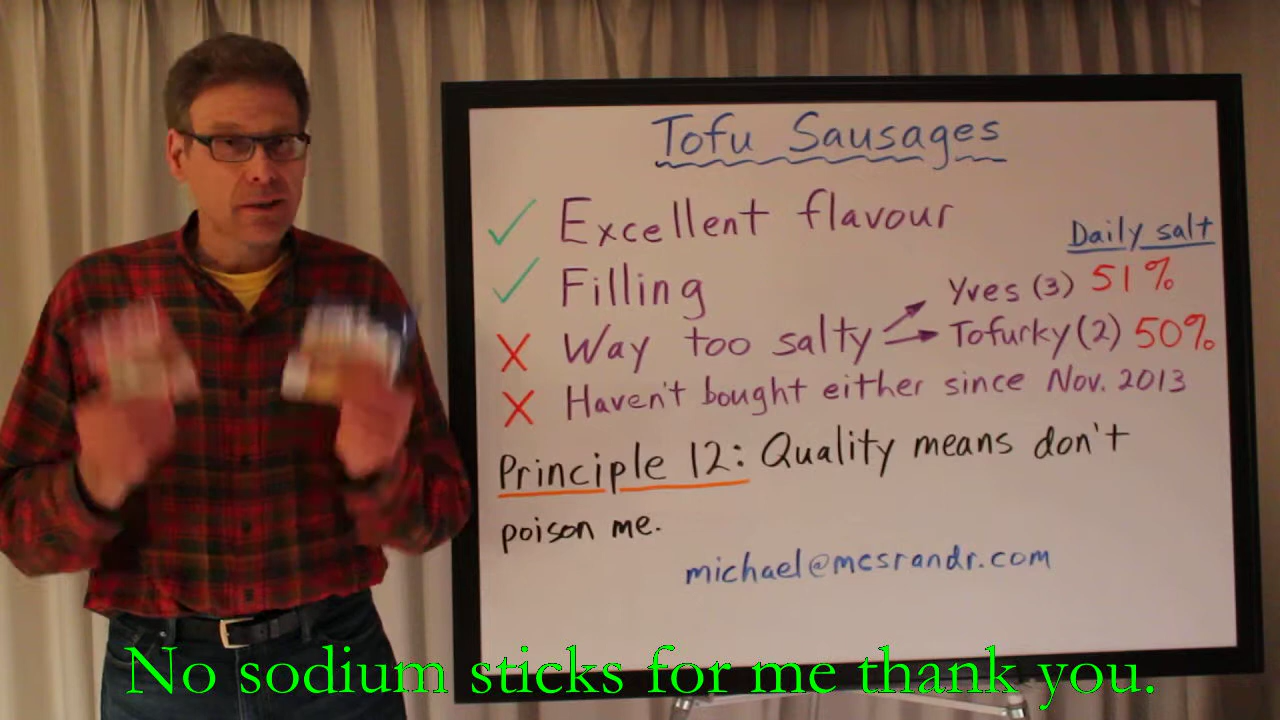 Tofu Sausages
✓ Excellent flavour
Daily salt
✓ Filling
Yves (3) 51%
X Way too salty
Tofurky (2) 50%
X Haven't bought either since Nov. 2013
Principle 12: Quality means don't
poison me.
michael@mcsrandr.com
No sodium sticks for me thank you.